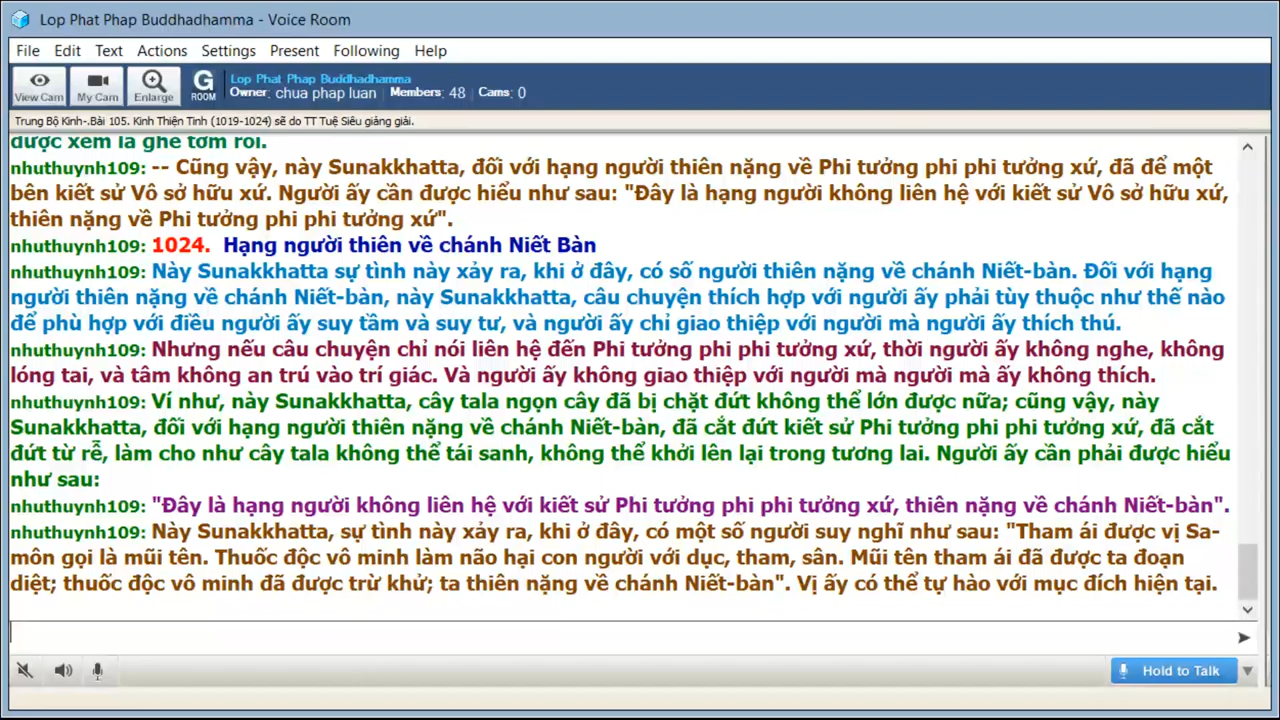 Lop Phat Phap Buddhadhamma - Voice Room
File Edit Text Actions Settings Present Following Help
View Cam My Cam Enlarge G ROOM
Lop Phat Phap Buddhadhamma
Owner: chua phap luan Members: 48 Cams: 0
Trung Bộ Kinh-.Bài 105. Kinh Thiện Tinh (1019-1024) sẽ do TT Tuệ Siêu giảng giải.
được xem là ghê tởm rồi.
nhuthuynh109: -- Cũng vậy, này Sunakkhatta, đối với hạng người thiên nặng về Phi tưởng phi phi tưởng xứ, đã để một
bên kiết sử Vô sở hữu xứ. Người ấy cần được hiểu như sau: "Đây là hạng người không liên hệ với kiết sử Vô sở hữu xứ,
thiên nặng về Phi tưởng phi phi tưởng xứ".
nhuthuynh109: 1024. Hạng người thiên về chánh Niết Bàn
nhuthuynh109: Này Sunakkhatta sự tình này xảy ra, khi ở đây, có số người thiên nặng về chánh Niết-bàn. Đối với hạng
người thiên nặng về chánh Niết-bàn, này Sunakkhatta, câu chuyện thích hợp với người ấy phải tùy thuộc như thế nào
để phù hợp với điều người ấy suy tầm và suy tư, và người ấy chỉ giao thiệp với người mà người ấy thích thú.
nhuthuynh109: Nhưng nếu câu chuyện chỉ nói liên hệ đến Phi tưởng phi phi tưởng xứ, thời người ấy không nghe, không
lóng tai, và tâm không an trú vào trí giác. Và người ấy không giao thiệp với người mà người mà ấy không thích.
nhuthuynh109: Ví như, này Sunakkhatta, cây tala ngọn cây đã bị chặt đứt không thể lớn được nữa; cũng vậy, này
Sunakkhatta, đối với hạng người thiên nặng về chánh Niết-bàn, đã cắt đứt kiết sử Phi tưởng phi phi tưởng xứ, đã cắt
đứt từ rễ, làm cho như cây tala không thể tái sanh, không thể khởi lên lại trong tương lai. Người ấy cần phải được hiểu
như sau:
nhuthuynh109: "Đây là hạng người không liên hệ với kiết sử Phi tưởng phi phi tưởng xứ, thiên nặng về chánh Niết-bàn".
nhuthuynh109: Này Sunakkhatta, sự tình này xảy ra, khi ở đây, có một số người suy nghĩ như sau: "Tham ái được vị Sa-
môn gọi là mũi tên. Thuốc độc vô minh làm não hại con người với dục, tham, sân. Mũi tên tham ái đã được ta đoạn
diệt; thuốc độc vô minh đã được trừ khử; ta thiên nặng về chánh Niết-bàn". Vị ấy có thể tự hào với mục đích hiện tại.
Hold to Talk